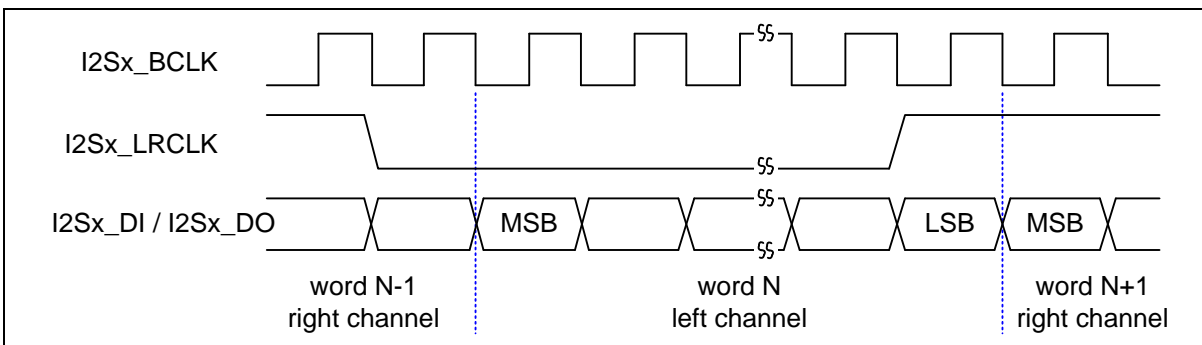 I2Sx_BCLK
I2Sx_LRCLK
I2Sx_DI / I2Sx_DO
MSB
LSB
MSB
word N-1
right channel
word N
left channel
word N+1
right channel